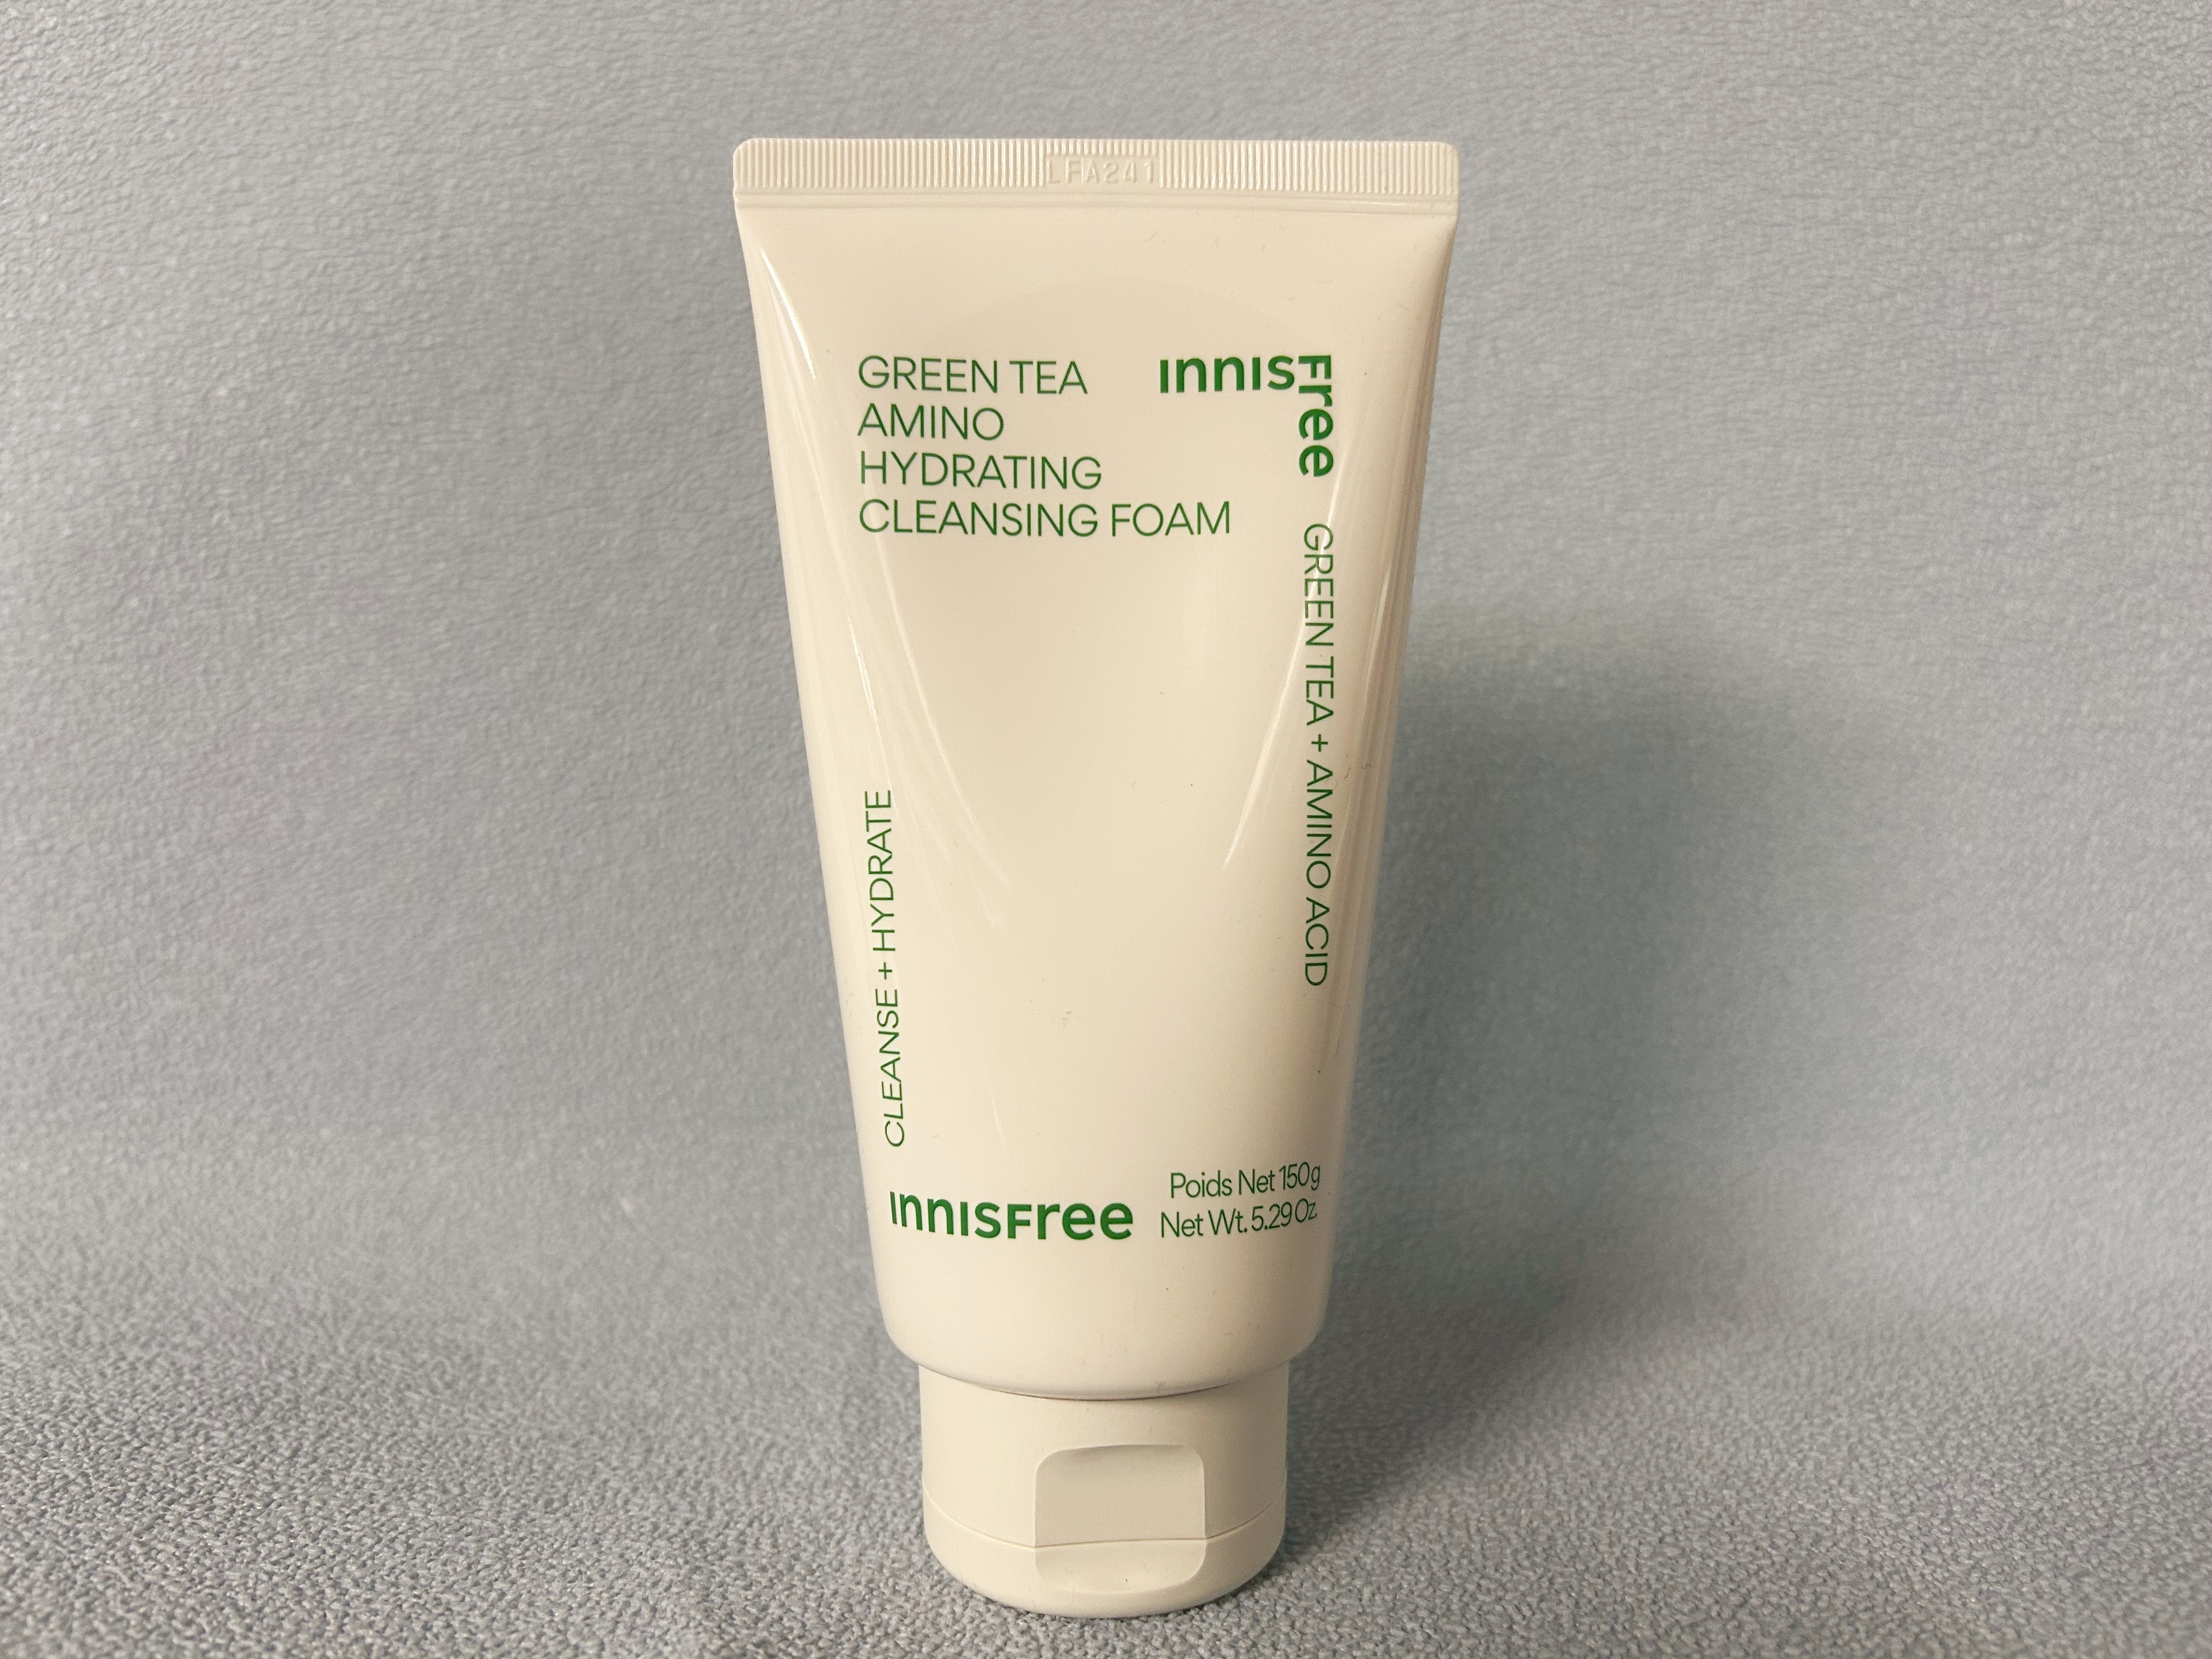 LFA241
GREEN TEA
AMINO
HYDRATING
CLEANSING FOAM
innisfree
GREEN TEA + AMINO ACID
CLEANSE + HYDRATE
innisfree
Poids Net 150g
Net Wt. 5.29 Oz.